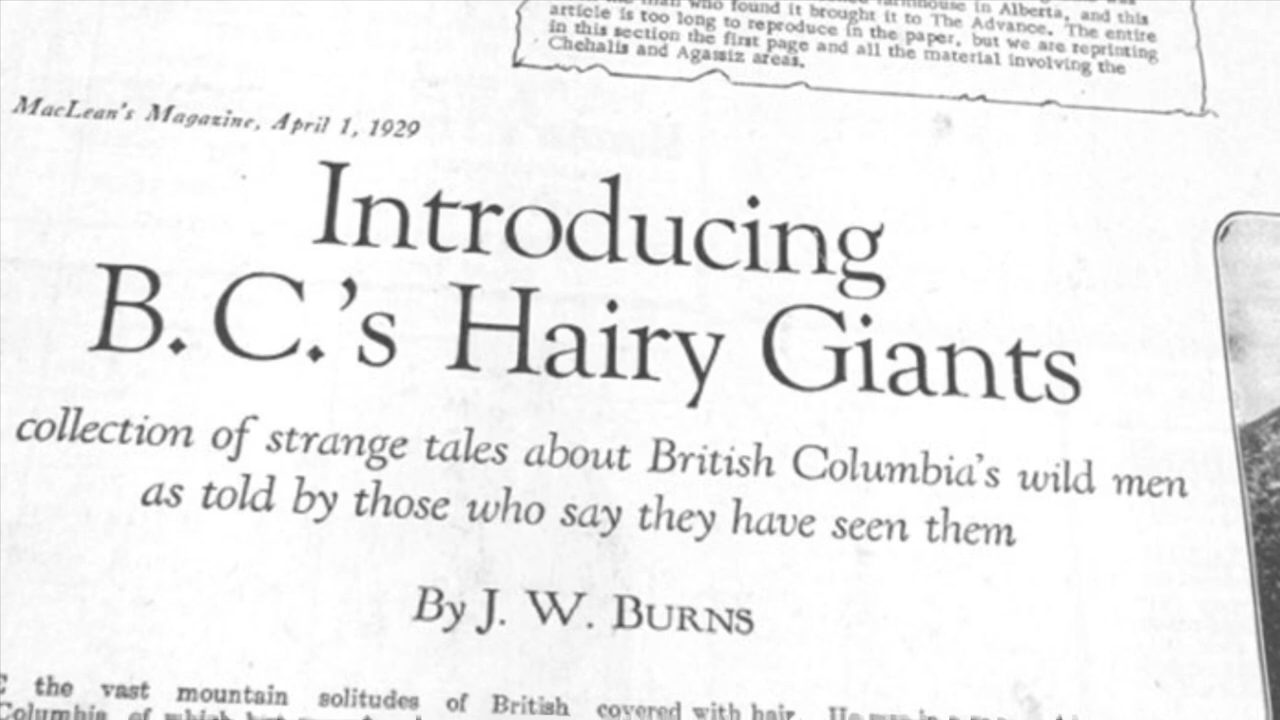 who found it brought it to The Advance. The entire
article is too long to reproduce in the paper, but we are reprinting
in this section the first page and all the material involving the
Chehalis and Agassiz areas.
MacLean's Magazine, April 1, 1929
Introducing
B.C.'s Hairy Giants
collection of strange tales about British Columbia's wild men
as told by those who say they have seen them
By J. W. BURNS
the vast mountain solitudes of British covered with hair.
Columbia of which but